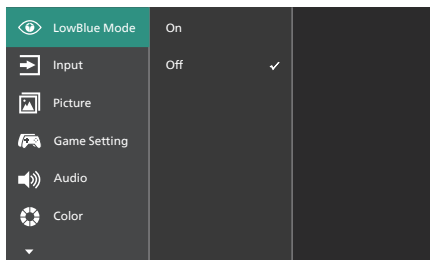 LowBlue Mode
On
Input
Off
Picture
Game Setting
Audio
Color